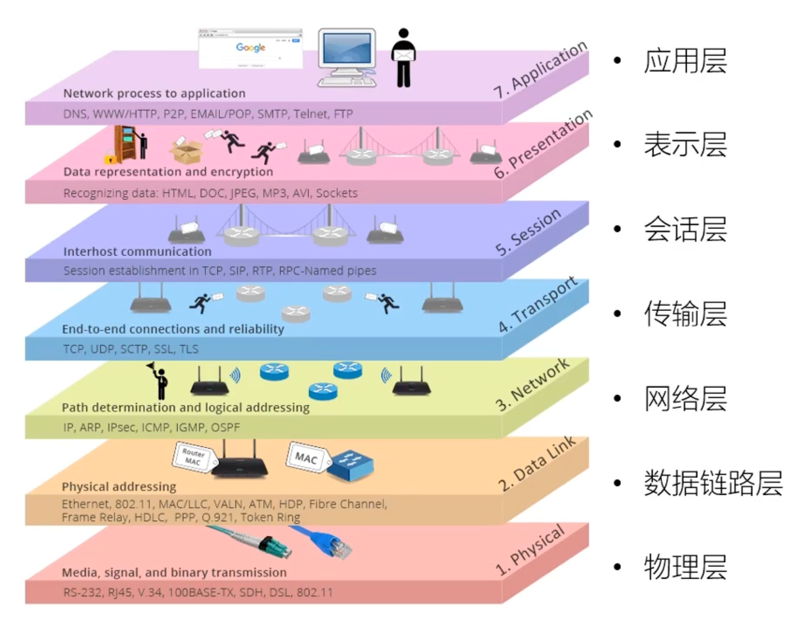 Google
7. Application
Network process to application
DNS, WWW/HTTP, P2P, EMAIL/POP, SMTP, Telnet, FTP
• 应用层
6. Presentation
Data representation and encryption
Recognizing data: HTML, DOC, JPEG, MP3, AVI, Sockets
• 表示层
5. Session
Interhost communication
Session establishment in TCP, SIP, RTP, RPC-Named pipes
• 会话层
4. Transport
End-to-end connections and reliability
TCP, UDP, SCTP, SSL, TLS
• 传输层
3. Network
Path determination and logical addressing
IP, ARP, IPsec, ICMP, IGMP, OSPF
• 网络层
Router
MAC
MAC
2. Data Link
Physical addressing
Ethernet, 802.11, MAC/LLC, VALN, ATM, HDP, Fibre Channel,
Frame Relay, HDLC, PPP, Q.921, Token Ring
• 数据链路层
1. Physical
Media, signal, and binary transmission
RS-232, RJ45, V.34, 100BASE-TX, SDH, DSL, 802.11
• 物理层